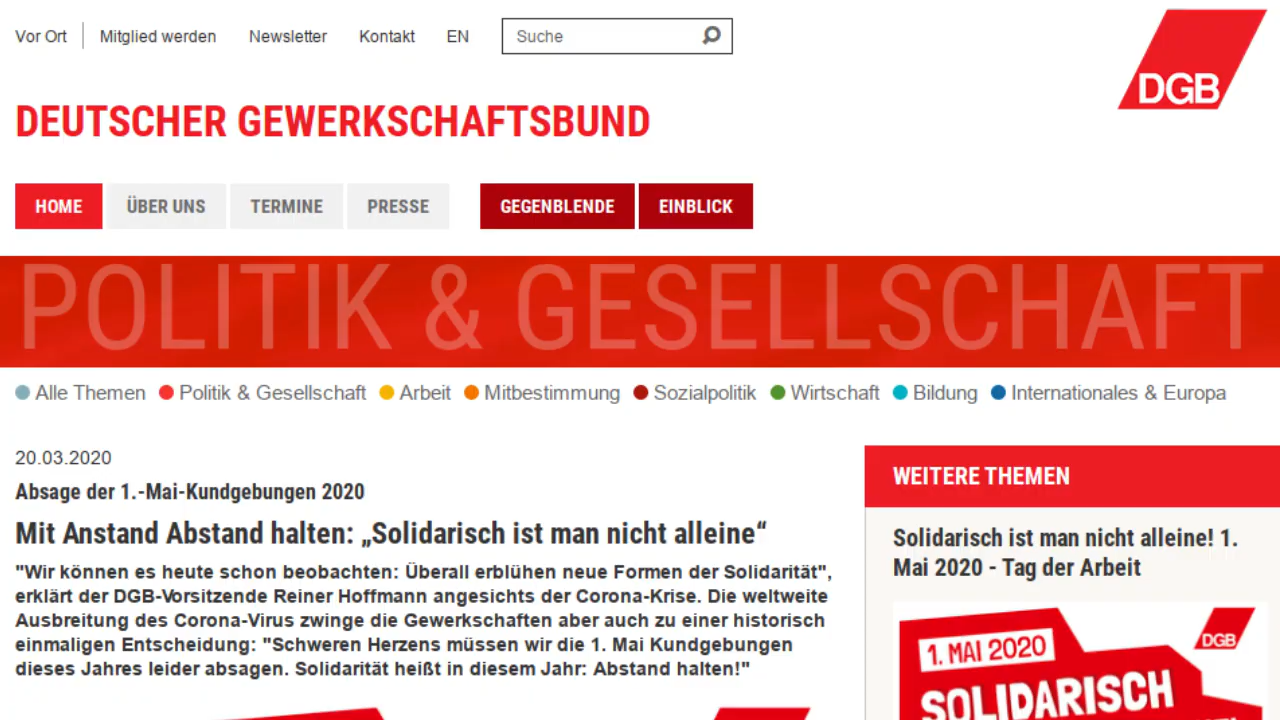 Vor Ort
Mitglied werden
Newsletter
Kontakt
EN
Suche
DGB
DEUTSCHER GEWERKSCHAFTSBUND
HOME
ÜBER UNS
TERMINE
PRESSE
GEGENBLENDE
EINBLICK
POLITIK & GESELLSCHAFT
Alle Themen
Politik & Gesellschaft
Arbeit
Mitbestimmung
Sozialpolitik
Wirtschaft
Bildung
Internationales & Europa
20.03.2020
Absage der 1.-Mai-Kundgebungen 2020
Mit Anstand Abstand halten: „Solidarisch ist man nicht alleine“
"Wir können es heute schon beobachten: Überall erblühen neue Formen der Solidarität",
erklärt der DGB-Vorsitzende Reiner Hoffmann angesichts der Corona-Krise. Die weltweite
Ausbreitung des Corona-Virus zwinge die Gewerkschaften aber auch zu einer historisch
einmaligen Entscheidung: "Schweren Herzens müssen wir die 1. Mai Kundgebungen
dieses Jahres leider absagen. Solidarität heißt in diesem Jahr: Abstand halten!"
WEITERE THEMEN
Solidarisch ist man nicht alleine! 1.
Mai 2020 - Tag der Arbeit
1. MAI 2020
DGB
SOLIDARISCH